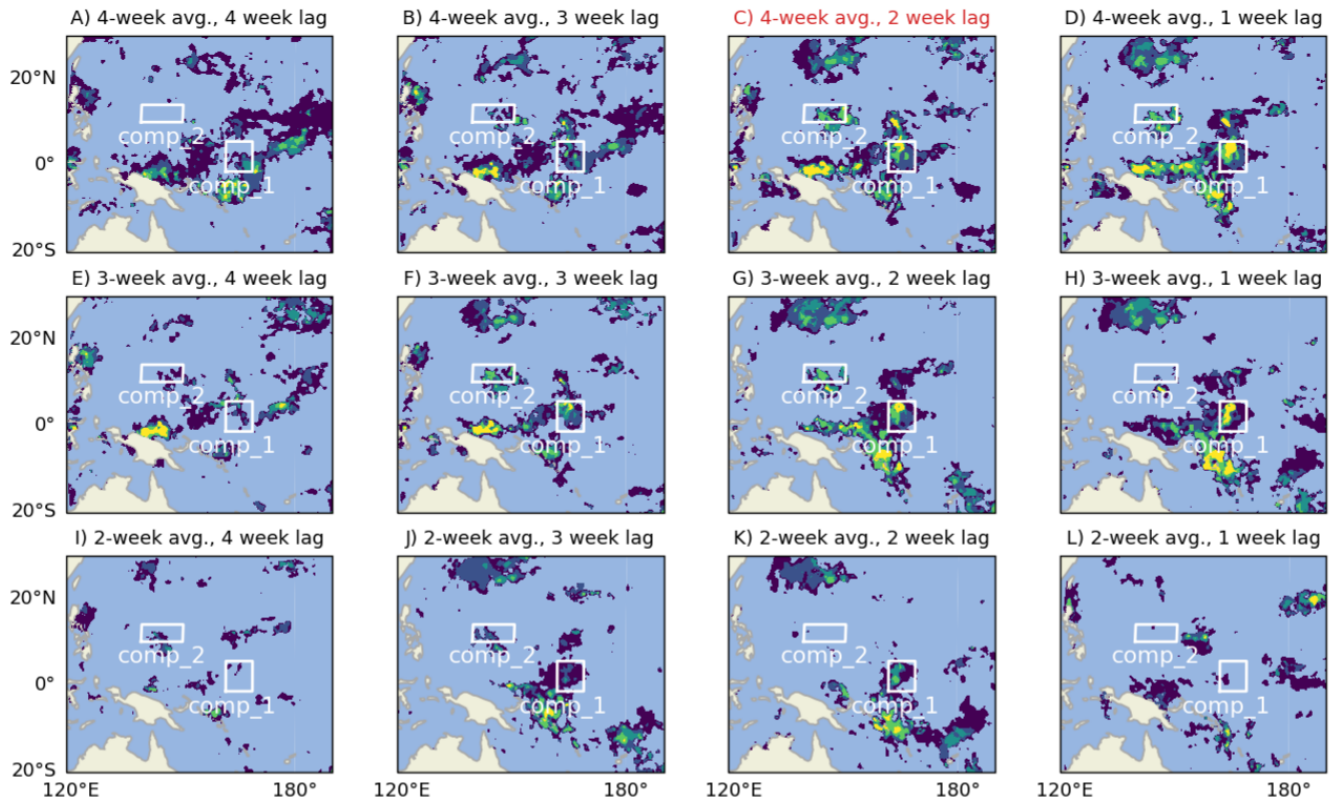 A) 4-week avg., 4 week lag
B) 4-week avg., 3 week lag
C) 4-week avg., 2 week lag
D) 4-week avg., 1 week lag
20°N
0°
20°S
comp_2
comp_1
comp_2
comp_1
comp_2
comp_1
comp_2
comp_1
E) 3-week avg., 4 week lag
F) 3-week avg., 3 week lag
G) 3-week avg., 2 week lag
H) 3-week avg., 1 week lag
20°N
0°
20°S
comp_2
comp_1
comp_2
comp_1
comp_2
comp_1
comp_2
comp_1
I) 2-week avg., 4 week lag
J) 2-week avg., 3 week lag
K) 2-week avg., 2 week lag
L) 2-week avg., 1 week lag
20°N
0°
20°S
comp_2
comp_1
comp_2
comp_1
comp_2
comp_1
comp_2
comp_1
120°E
180°
120°E
180°
120°E
180°
120°E
180°